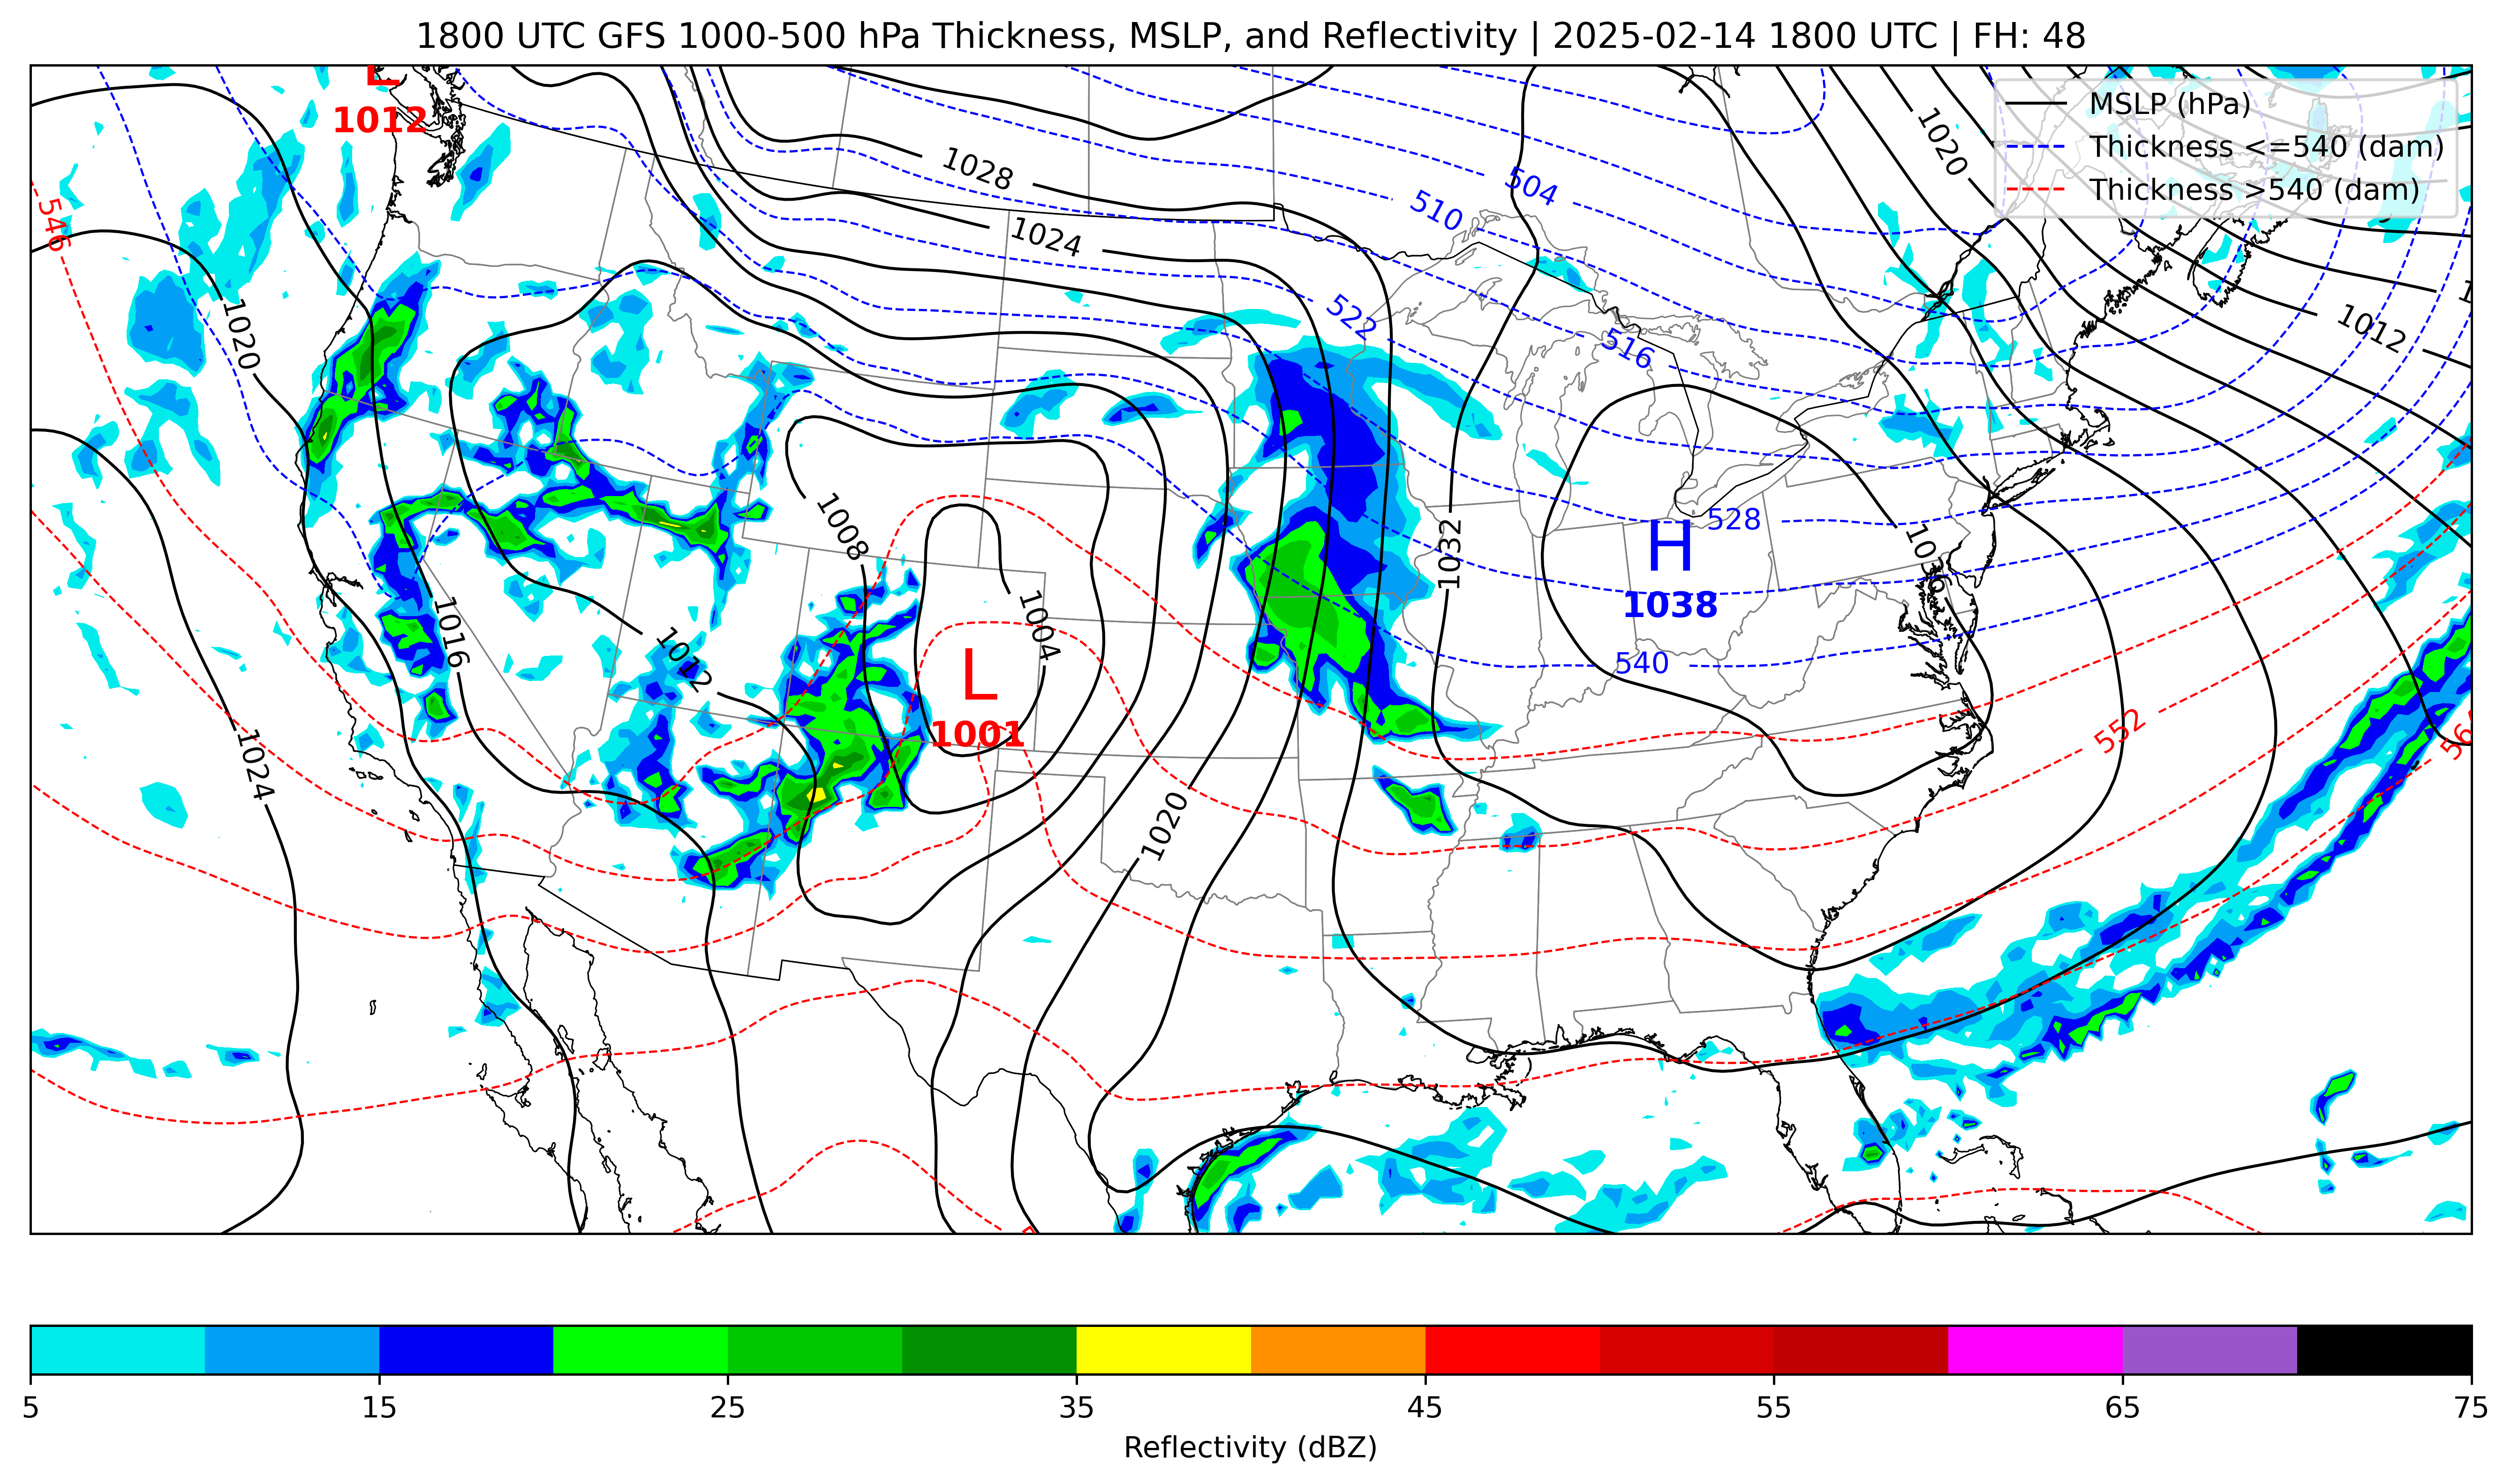 1800 UTC GFS 1000-500 hPa Thickness, MSLP, and Reflectivity | 2025-02-14 1800 UTC | FH: 48
L
1012
MSLP (hPa)
Thickness <=540 (dam)
Thickness >540 (dam)
1020
1028
504
510
546
1024
1020
522
1012
516
1008
1032
H
528
1038
1004
1016
1012
540
L
1001
552
1024
1020
5 15 25 35 45 55 65 75
Reflectivity (dBZ)